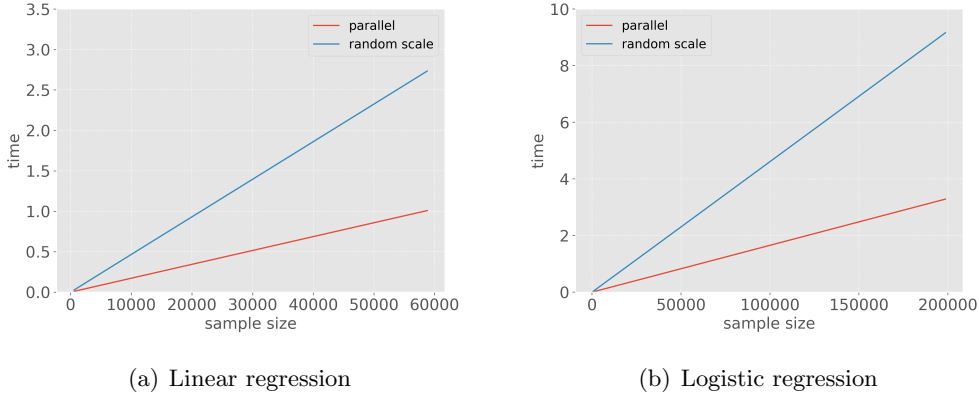 3.5
3.0
2.5
2.0
1.5
1.0
0.5
0.0
time
parallel
random scale
0 10000 20000 30000 40000 50000 60000
sample size
(a) Linear regression
10
8
6
4
2
0
time
parallel
random scale
0 50000 100000 150000 200000
sample size
(b) Logistic regression